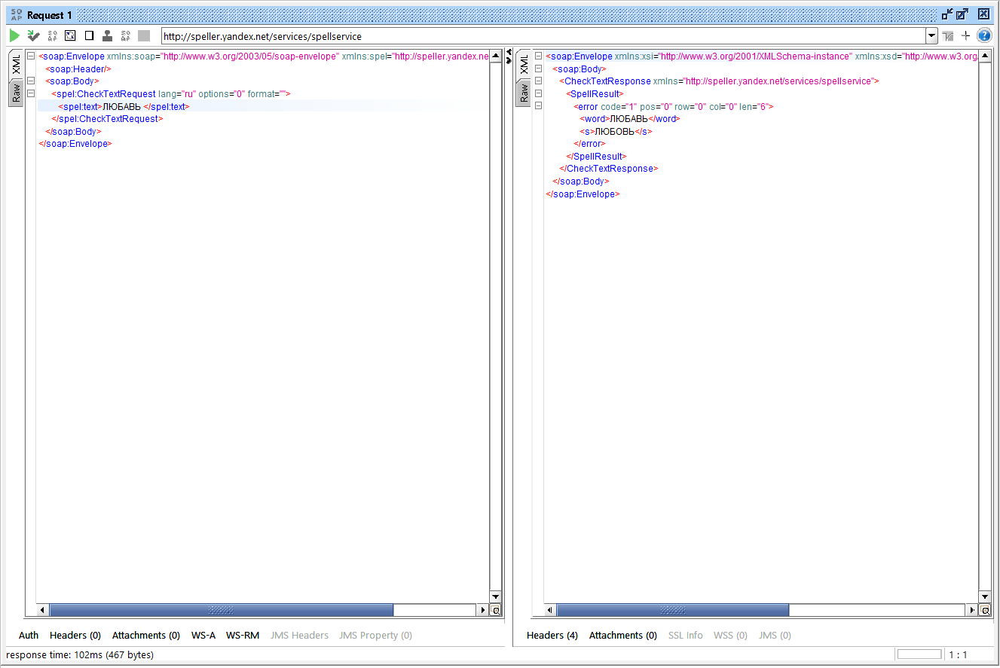 SO AP Request 1
http://speller.yandex.net/services/spellservice
XML
Raw
<soap:Envelope xmlns:soap="http://www.w3.org/2003/05/soap-envelope" xmlns:spel="http://speller.yandex.ne
<soap:Header/>
<soap:Body>
<spel:CheckTextRequest lang="ru" options="0" format="">
<spel:text>ЛЮБАВЬ </spel:text>
</spel:CheckTextRequest>
</soap:Body>
</soap:Envelope>
XML
Raw
<soap:Envelope xmlns:xsi="http://www.w3.org/2001/XMLSchema-instance" xmlns:xsd="http://www.w3.org/
<soap:Body>
<CheckTextResponse xmlns="http://speller.yandex.net/services/spellservice">
<SpellResult>
<error code="1" pos="0" row="0" col="0" len="6">
<word>ЛЮБАВЬ</word>
<s>ЛЮБОВЬ</s>
</error>
</SpellResult>
</CheckTextResponse>
</soap:Body>
</soap:Envelope>
Auth Headers (0) Attachments (0) WS-A WS-RM JMS Headers JMS Property (0)
Headers (4) Attachments (0) SSL Info WSS (0) JMS (0)
response time: 102ms (467 bytes)
1 : 1